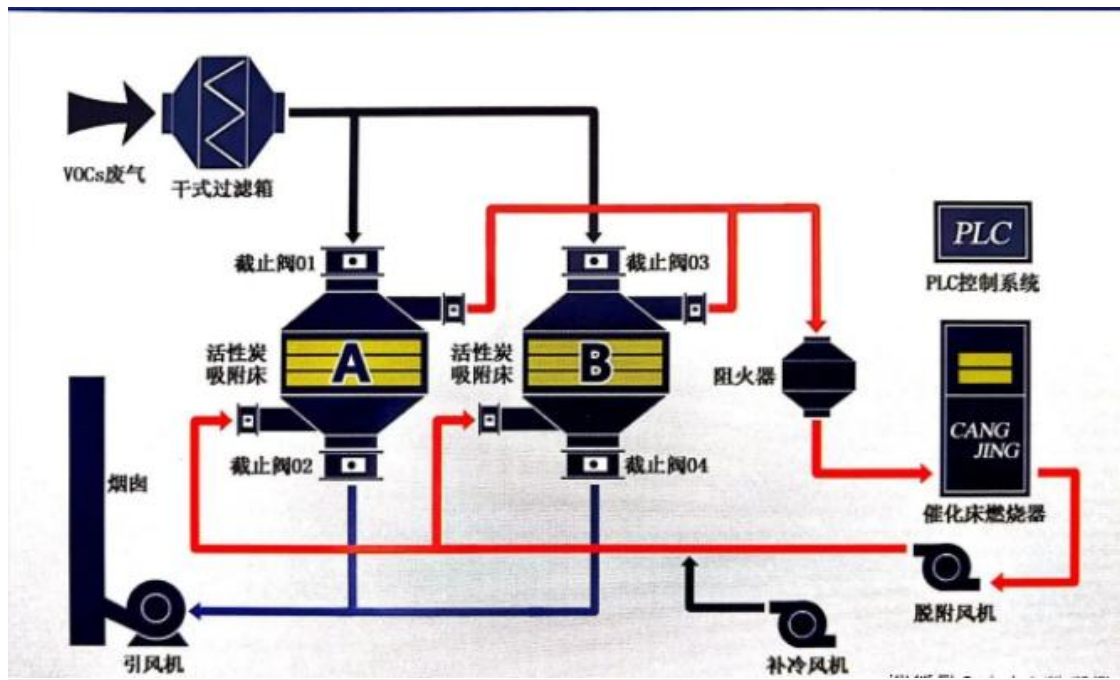 VOCs废气
干式过滤箱
截止阀01
截止阀03
PLC
PLC控制系统
活性炭
吸附床
A
活性炭
吸附床
B
阻火器
CANG
JING
截止阀02
截止阀04
烟囱
催化床燃烧器
脱附风机
引风机
补冷风机